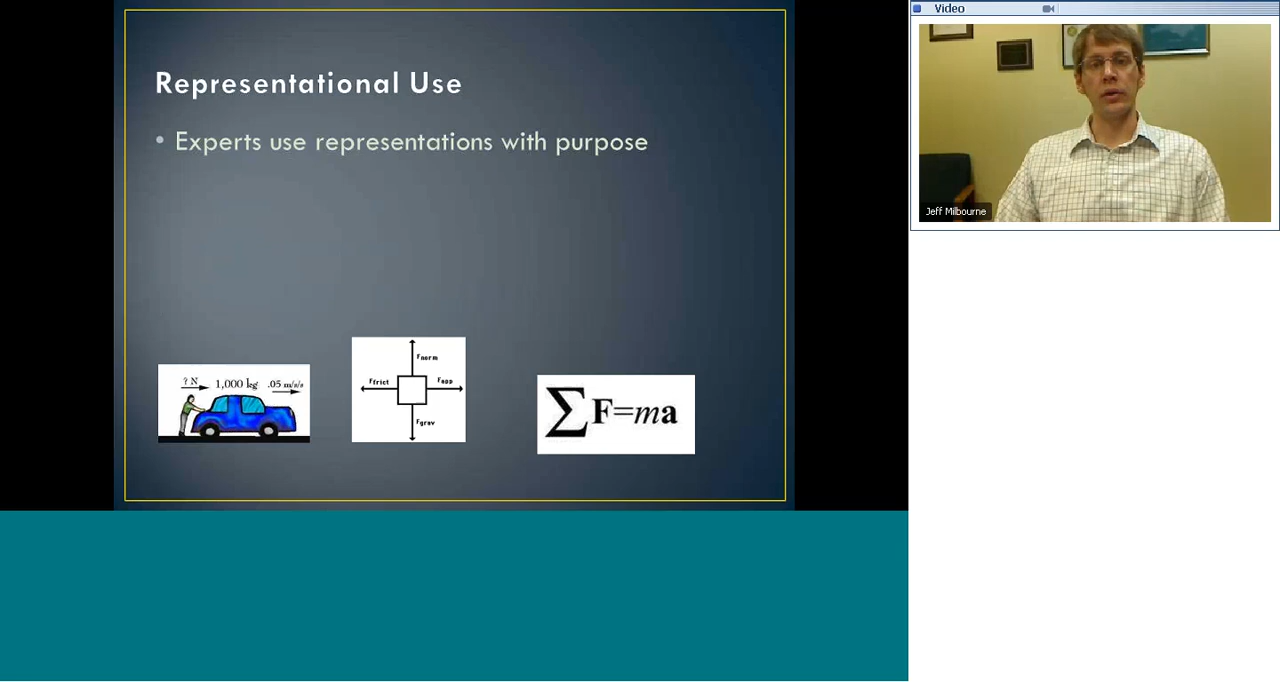 Representational Use
• Experts use representations with purpose
? N 1,000 kg .05 m/s/s
Fnorm
Ffrict Fapp
Fgrav
∑F=ma
Video
Jeff Milbourne